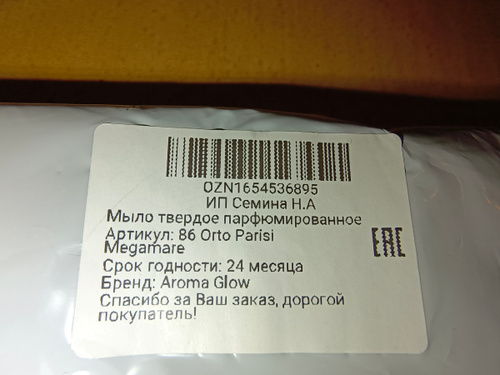 OZN1654536895
ИП Семина Н.А
Мыло твердое парфюмированное
Артикул: 86 Orto Parisi
Megamare
Срок годности: 24 месяца
Бренд: Aroma Glow
Спасибо за Ваш заказ, дорогой
покупатель!
EAC